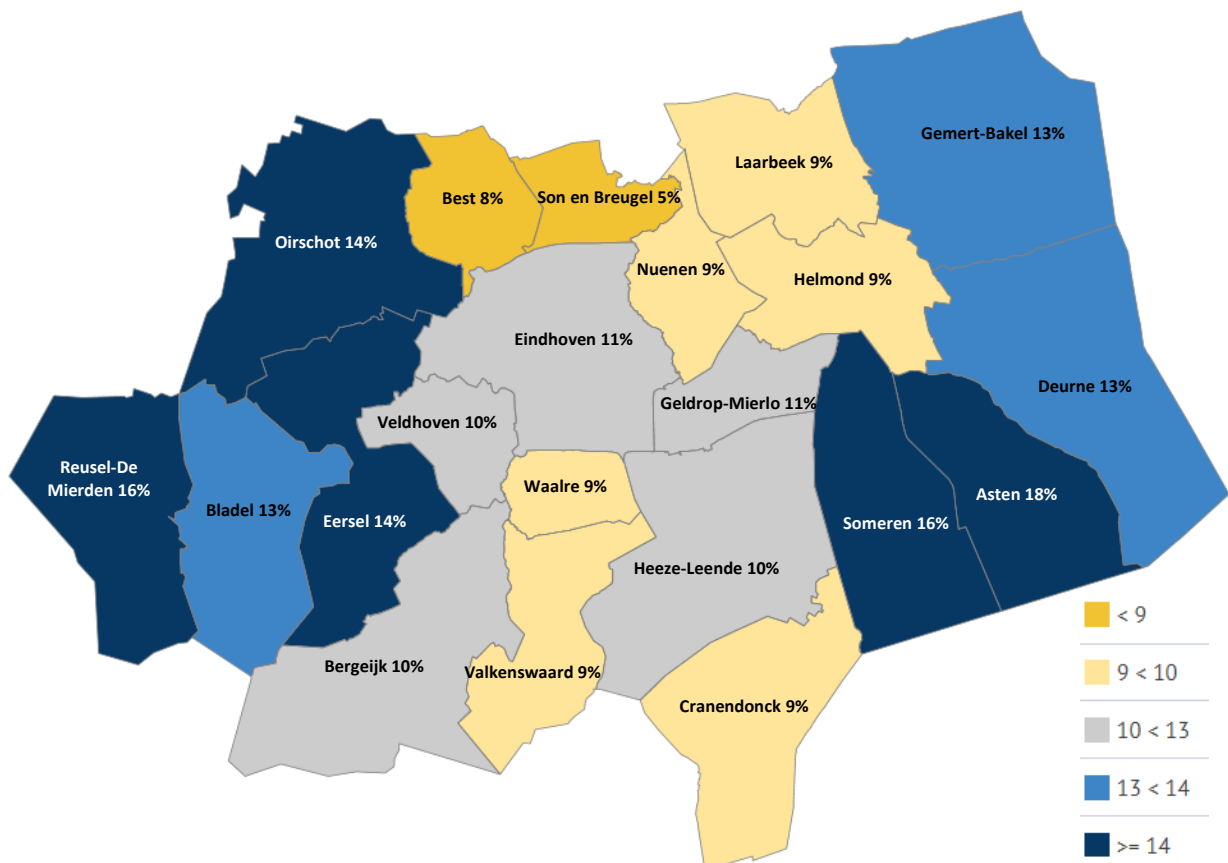 Gemert-Bakel 13%
Laarbeek 9%
Best 8%
Son en Breugel 5%
Oirschot 14%
Nuenen 9%
Helmond 9%
Eindhoven 11%
Deurne 13%
Geldrop-Mierlo 11%
Veldhoven 10%
Reusel-De
Mierden 16%
Waalre 9%
Asten 18%
Bladel 13%
Eersel 14%
Someren 16%
Heeze-Leende 10%
Bergeijk 10%
Valkenswaard 9%
Cranendonck 9%
< 9
9 < 10
10 < 13
13 < 14
>= 14